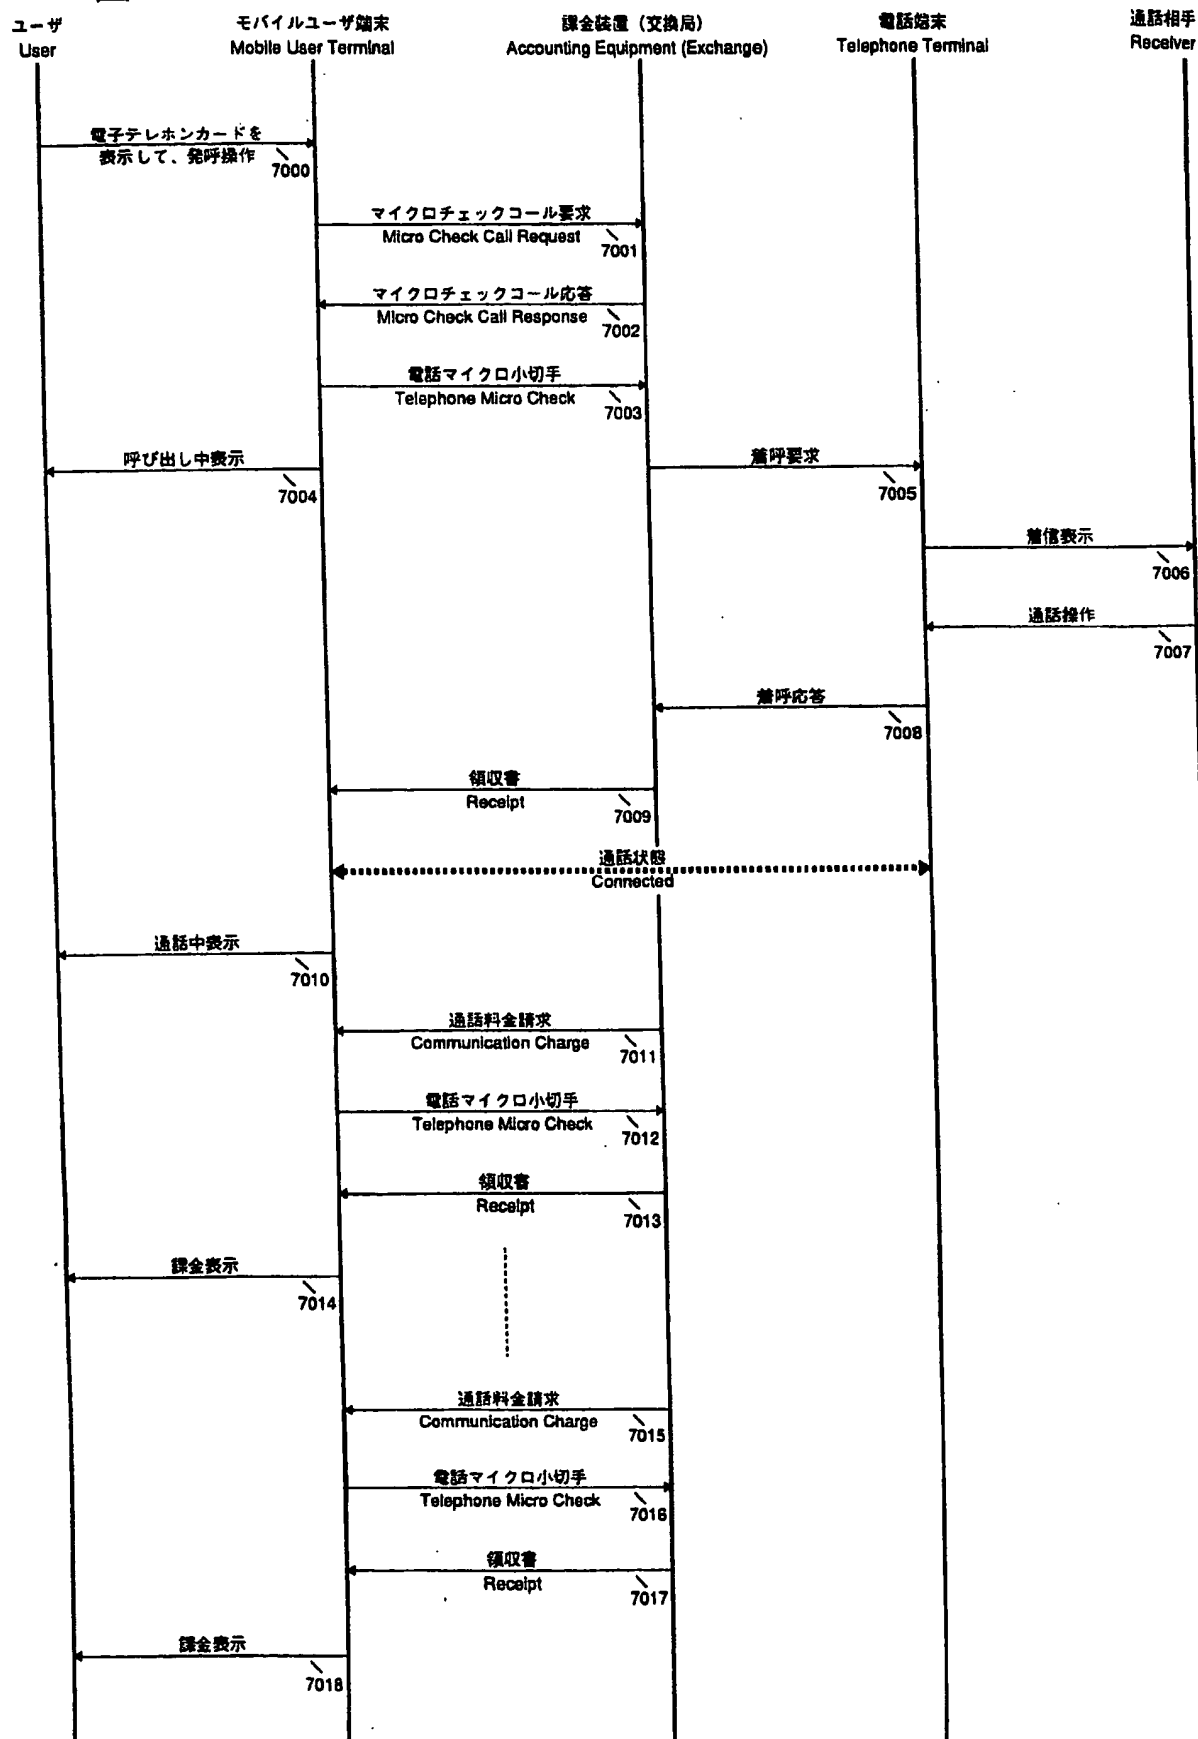 ユーザ
User
モバイルユーザ端末
Mobile User Terminal
課金装置（交換局）
Accounting Equipment (Exchange)
電話端末
Telephone Terminal
通話相手
Receiver
電子テレホンカードを
表示して、発呼操作
7000
マイクロチェックコール要求
Micro Check Call Request
7001
マイクロチェックコール応答
Micro Check Call Response
7002
電話マイクロ小切手
Telephone Micro Check
7003
呼び出し中表示
7004
着呼要求
7005
着信表示
7006
通話操作
7007
着呼応答
7008
領収書
Receipt
7009
通話状態
Connected
通話中表示
7010
通話料金請求
Communication Charge
7011
電話マイクロ小切手
Telephone Micro Check
7012
領収書
Receipt
7013
課金表示
7014
通話料金請求
Communication Charge
7015
電話マイクロ小切手
Telephone Micro Check
7016
領収書
Receipt
7017
課金表示
7018